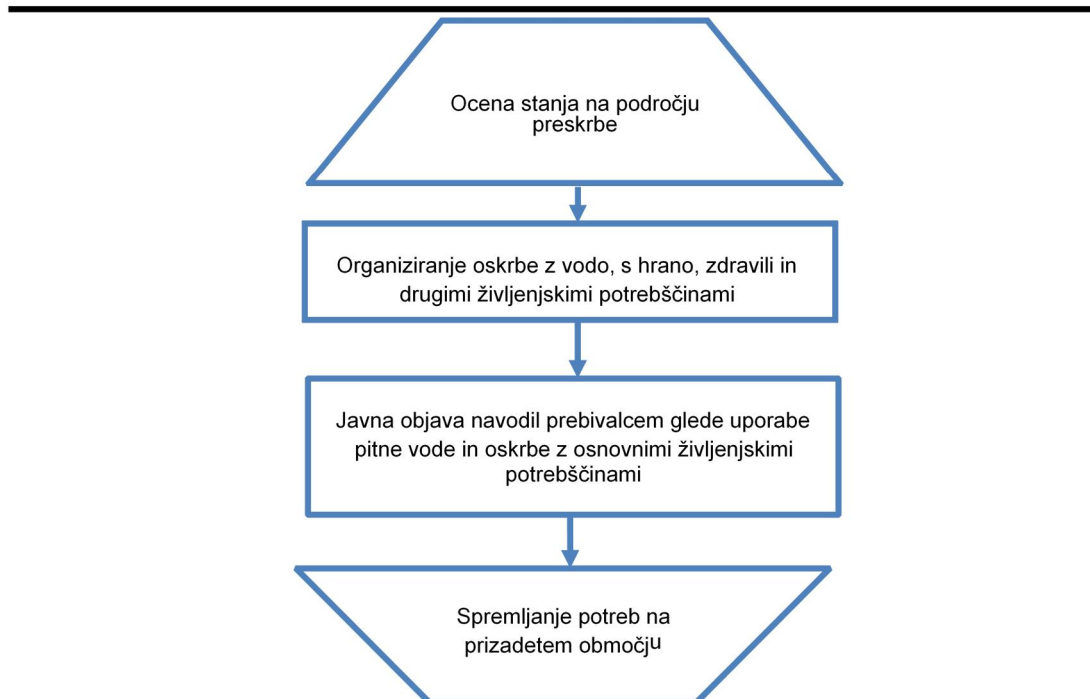 Ocena stanja na področju
preskrbe
Organiziranje oskrbe z vodo, s hrano, zdravili in
drugimi življenjskimi potrebščinami
Javna objava navodil prebivalcem glede uporabe
pitne vode in oskrbe z osnovnimi življenjskimi
potrebščinami
Spremljanje potreb na
prizadetem območju